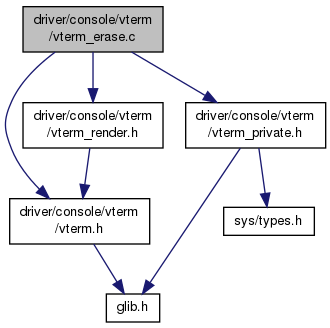 driver/console/vterm
/vterm_erase.c
driver/console/vterm
/vterm_render.h
driver/console/vterm
/vterm_private.h
driver/console/vterm
/vterm.h
sys/types.h
glib.h